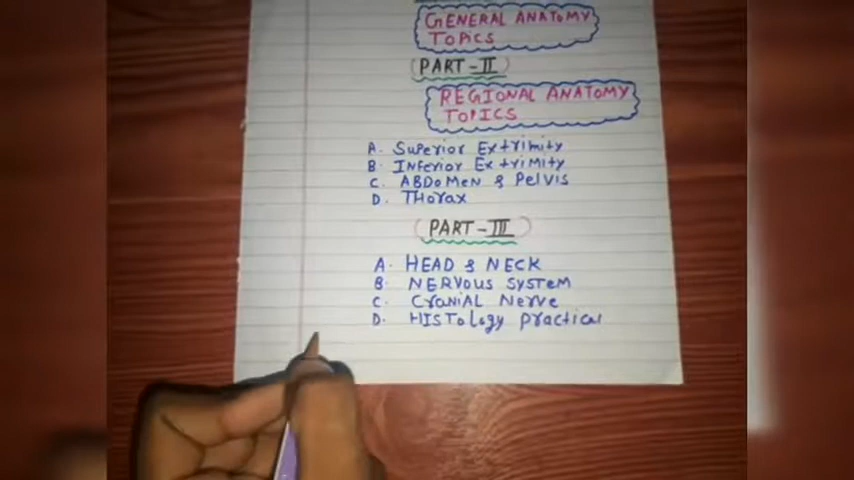 GENERAL ANATOMY
TOPICS
(PART-II)
REGIONAL ANATOMY
TOPICS
A. Superior Extrimity
B. Inferior Extrimity
C. ABDOMEN & Pelvis
D. THorax
(PART-III)
A. HEAD & NECK
B. NERVOUS SYSTEM
C. CraniAL Nerve
D. HISTology practical